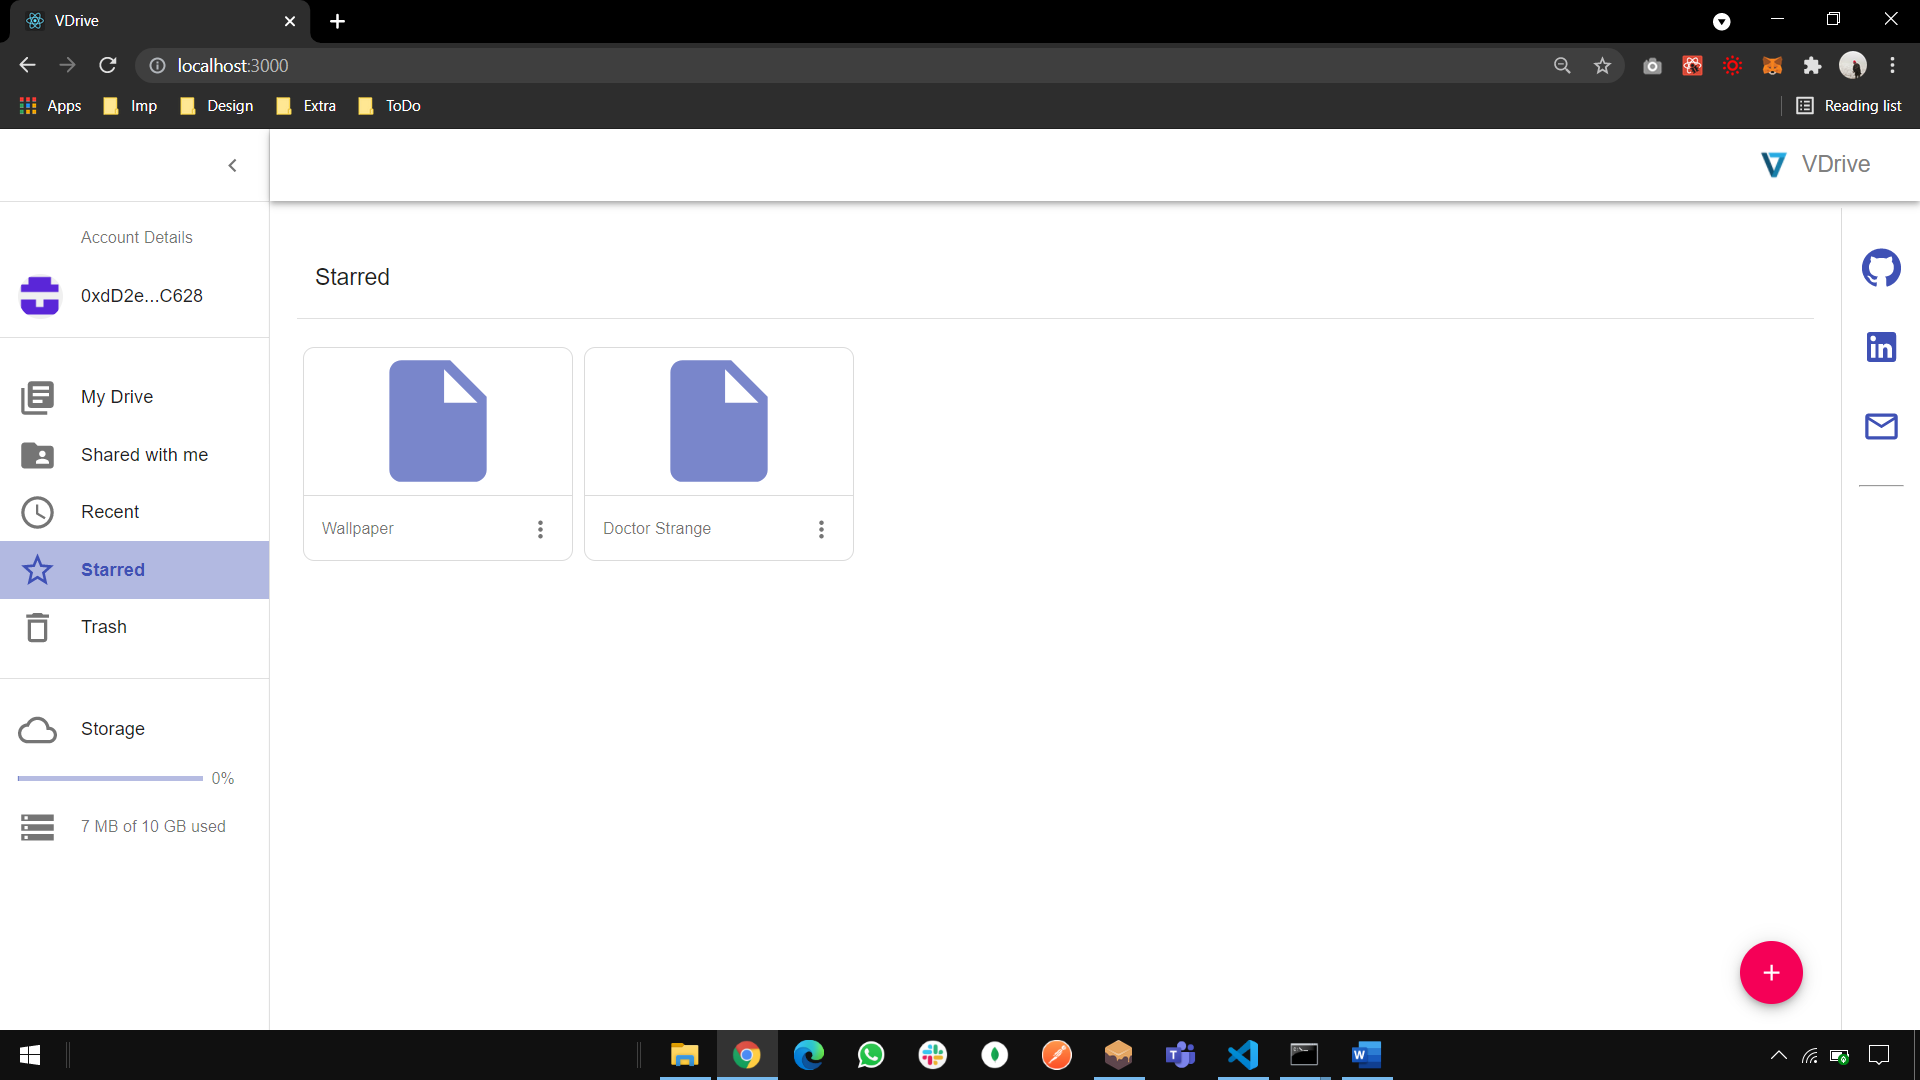 VDrive
localhost:3000
Apps Imp Design Extra ToDo Reading list
VDrive
Account Details
0xdD2e...C628
My Drive
Shared with me
Recent
Starred
Trash
Storage
0%
7 MB of 10 GB used
Starred
Wallpaper
Doctor Strange